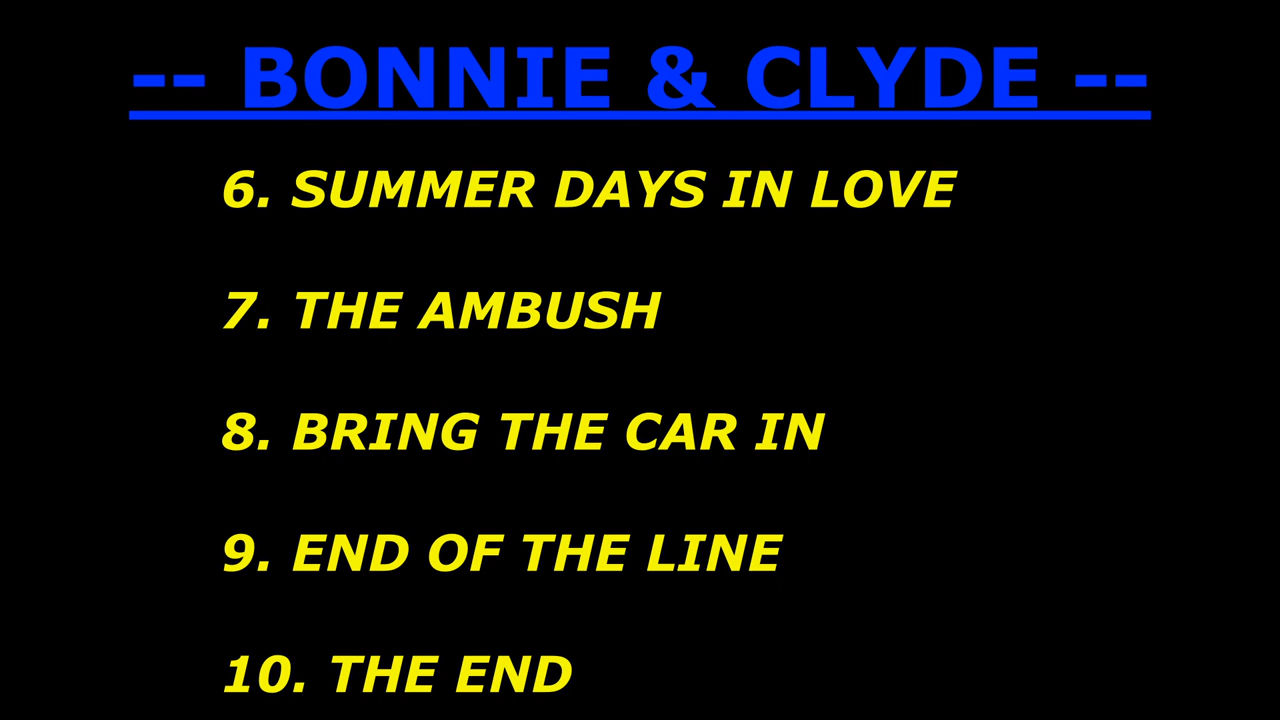 -- BONNIE & CLYDE --
6. SUMMER DAYS IN LOVE
7. THE AMBUSH
8. BRING THE CAR IN
9. END OF THE LINE
10. THE END